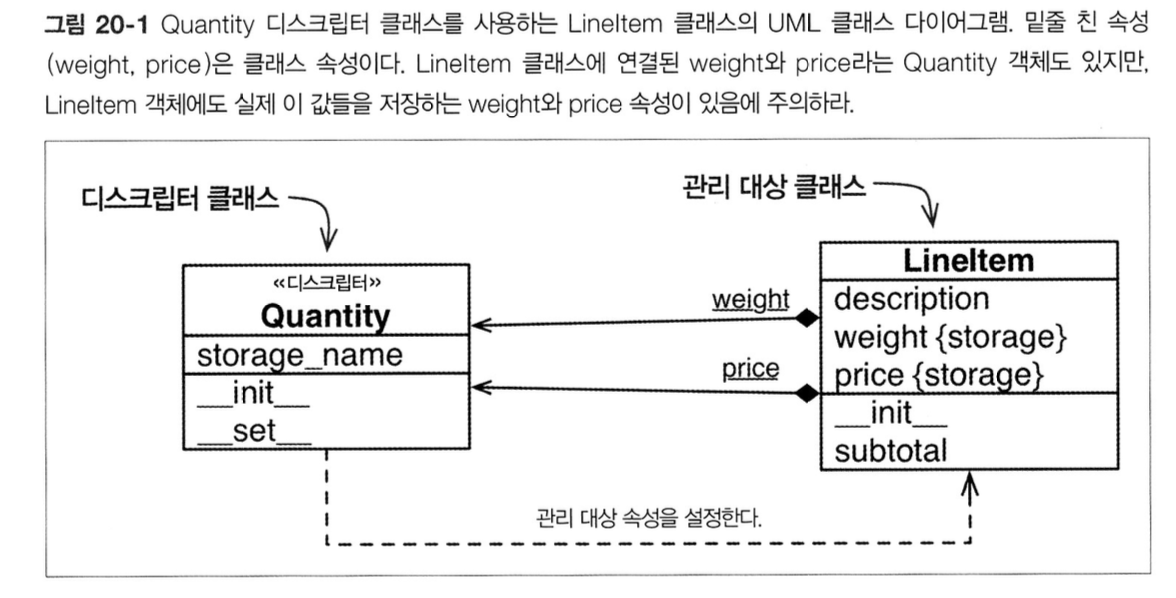 그림 20-1 Quantity 디스크립터 클래스를 사용하는 LineItem 클래스의 UML 클래스 다이어그램. 밑줄 친 속성
(weight, price)은 클래스 속성이다. LineItem 클래스에 연결된 weight와 price라는 Quantity 객체도 있지만,
LineItem 객체에도 실제 이 값들을 저장하는 weight와 price 속성이 있음에 주의하라.
디스크립터 클래스
관리 대상 클래스
«디스크립터»
Quantity
storage_name
__init__
__set__
weight
price
LineItem
description
weight {storage}
price {storage}
__init__
subtotal
관리 대상 속성을 설정한다.